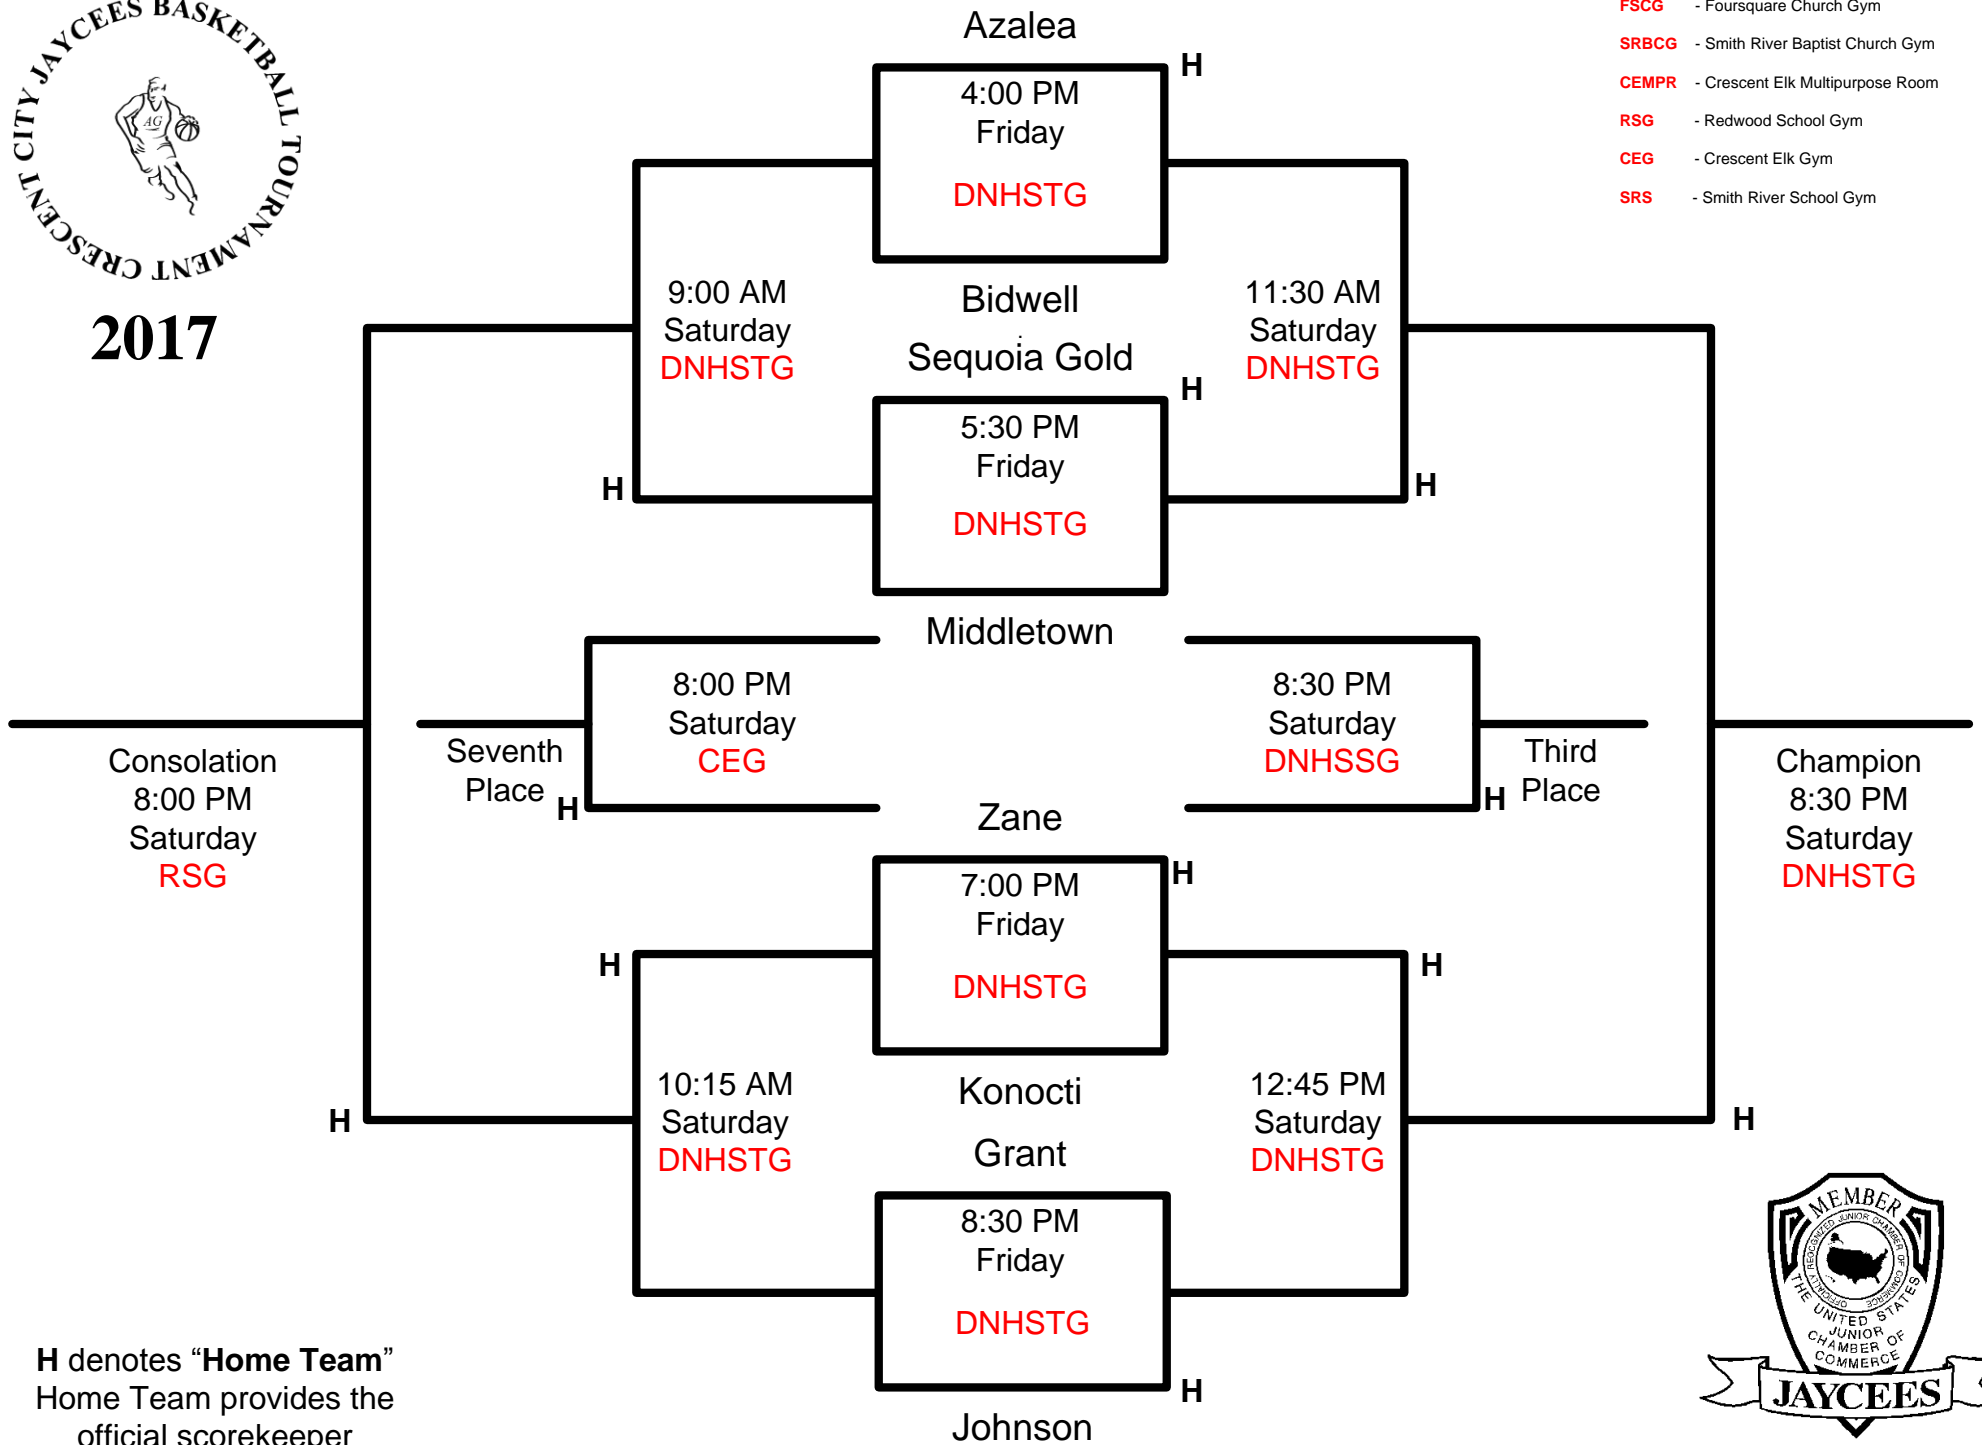 CRESCENT CITY JAYCEES BASKETBALL TOURNAMENT
AG
2017
FSCG - Foursquare Church Gym
SRBCG - Smith River Baptist Church Gym
CEMPR - Crescent Elk Multipurpose Room
RSG - Redwood School Gym
CEG - Crescent Elk Gym
SRS - Smith River School Gym
Azalea
H
4:00 PM
Friday
DNHSTG
Bidwell
9:00 AM
Saturday
DNHSTG
H
11:30 AM
Saturday
DNHSTG
H
Sequoia Gold
H
5:30 PM
Friday
DNHSTG
Middletown
8:00 PM
Saturday
CEG
Seventh
Place
H
8:30 PM
Saturday
DNHSSG
Third
Place
H
Consolation
8:00 PM
Saturday
RSG
H
Champion
8:30 PM
Saturday
DNHSTG
H
Zane
H
7:00 PM
Friday
DNHSTG
Konocti
H
10:15 AM
Saturday
DNHSTG
H
12:45 PM
Saturday
DNHSTG
Grant
8:30 PM
Friday
DNHSTG
H
Johnson
H denotes “Home Team”
Home Team provides the
official scorekeeper
MEMBER
OFFICIALLY RECOGNIZED JUNIOR CHAMBER OF COMMERCE
THE UNITED STATES
JUNIOR
CHAMBER OF
COMMERCE
JAYCEES